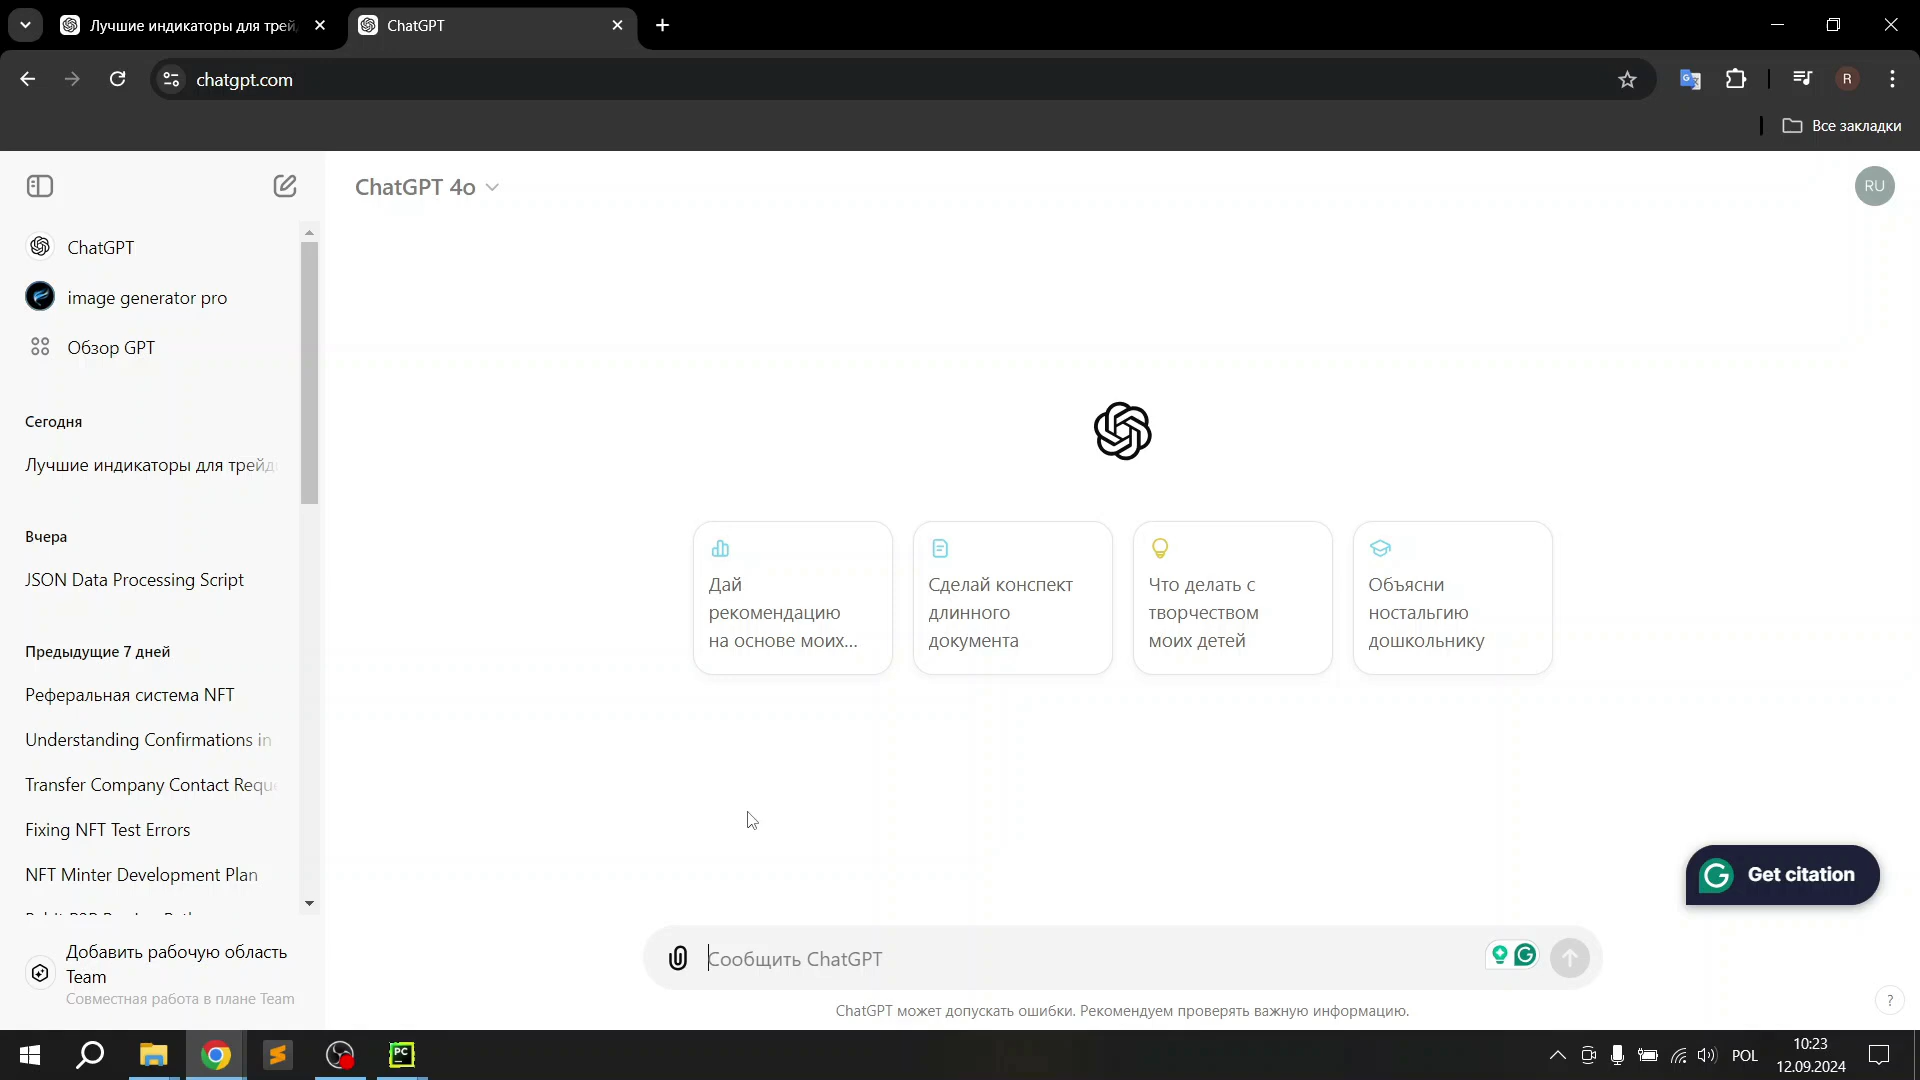 Лучшие индикаторы для трей
ChatGPT
chatgpt.com
R
Все закладки
ChatGPT 4o
RU
ChatGPT
image generator pro
Обзор GPT
Сегодня
Лучшие индикаторы для трейд
Вчера
JSON Data Processing Script
Предыдущие 7 дней
Реферальная система NFT
Understanding Confirmations in
Transfer Company Contact Reque
Fixing NFT Test Errors
NFT Minter Development Plan
Добавить рабочую область
Team
Совместная работа в плане Team
Дай
рекомендацию
на основе моих...
Сделай конспект
длинного
документа
Что делать с
творчеством
моих детей
Объясни
ностальгию
дошкольнику
Get citation
Сообщить ChatGPT
ChatGPT может допускать ошибки. Рекомендуем проверять важную информацию.
?
PC
POL
10:23
12.09.2024